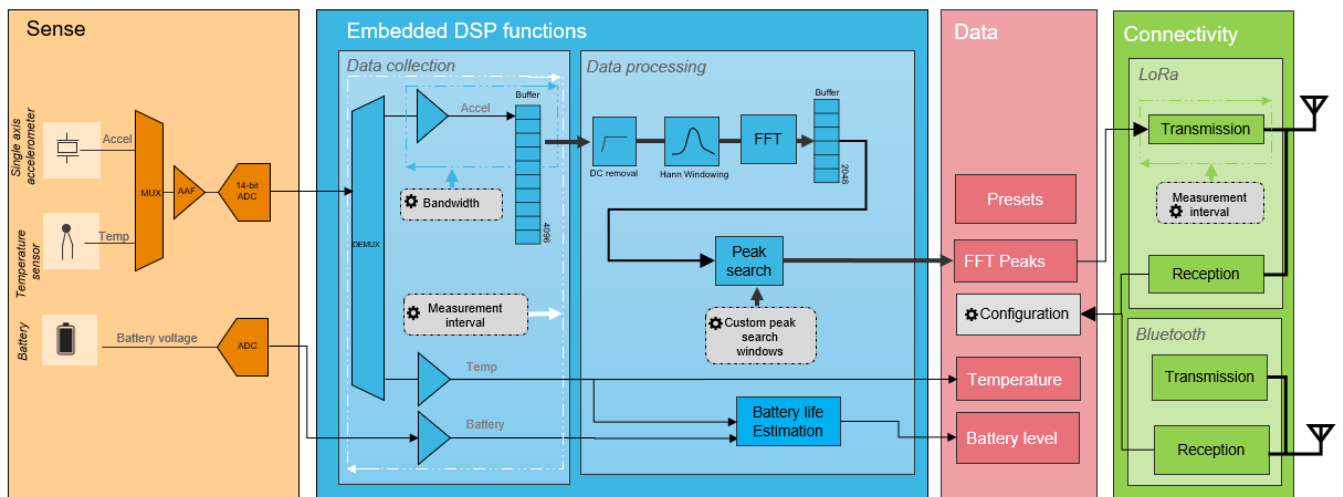 Sense
Single axis
accelerometer
Accel
Temperature
sensor
Temp
MUX
AAF
14-bit
ADC
Battery
Battery voltage
ADC
Embedded DSP functions
Data collection
DEMUX
Accel
Buffer
4096
Bandwidth
Measurement
interval
Temp
Battery
Data processing
DC removal
Hann Windowing
FFT
Buffer
2048
Peak
search
Custom peak
search
windows
Battery life
Estimation
Data
Presets
FFT Peaks
Configuration
Temperature
Battery level
Connectivity
LoRa
Transmission
Measurement
interval
Reception
Bluetooth
Transmission
Reception